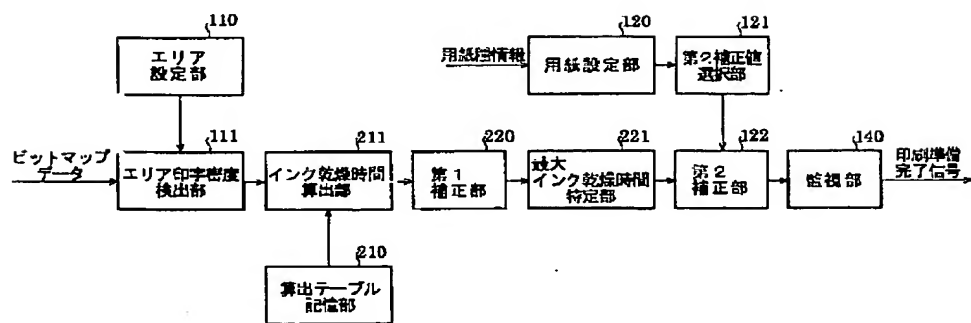 110
エリア
設定部
120
用紙種情報
用紙設定部
121
第2補正値
選択部
ビットマップ
データ
111
エリア印字密度
検出部
211
インク乾燥時間
算出部
220
第1
補正部
221
最大
インク乾燥時間
特定部
122
第2
補正部
140
監視部
印刷準備
完了信号
210
算出テーブル
記憶部